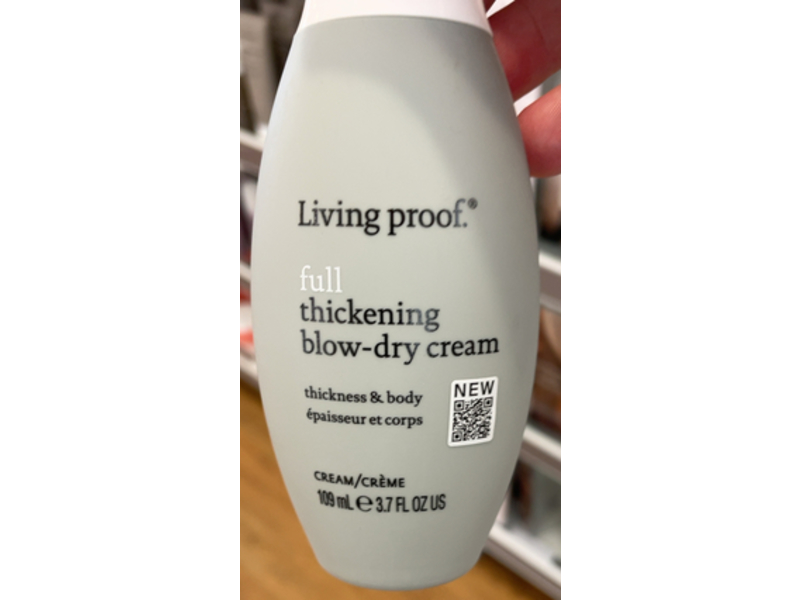 Living proof.®
full
thickening
blow-dry cream
thickness & body
épaisseur et corps
NEW
CREAM/CRÈME
109 mL ℮ 3.7 FL OZ US